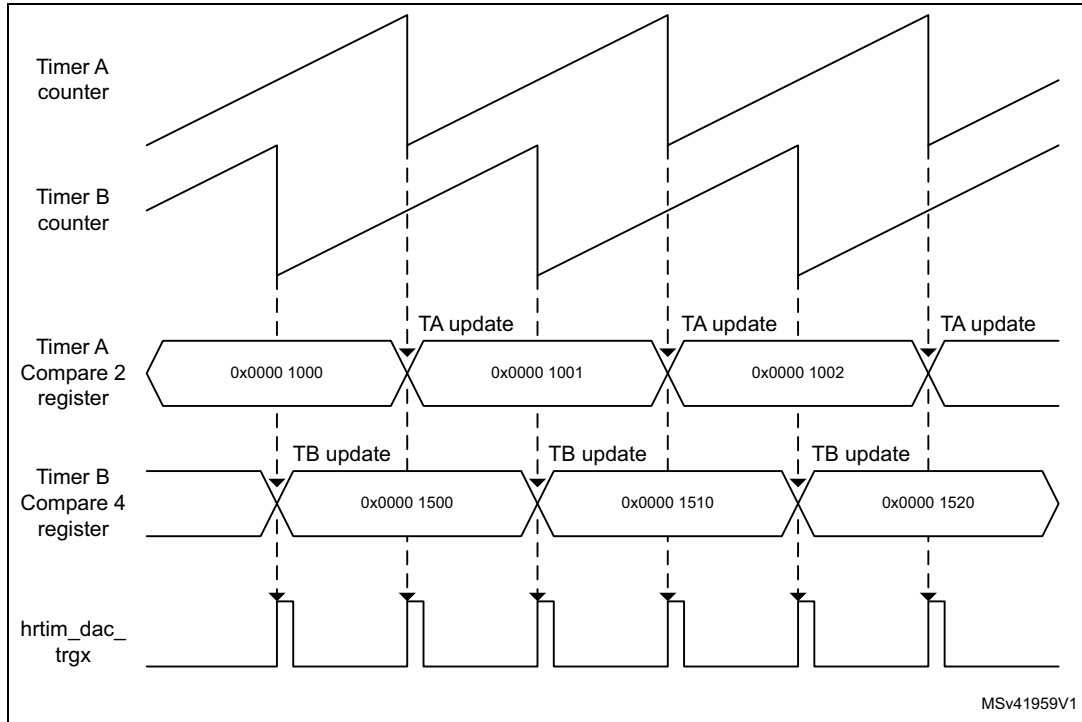 Timer A
counter
Timer B
counter
TA update TA update TA update
Timer A
Compare 2
register
0x0000 1000 0x0000 1001 0x0000 1002
TB update TB update TB update
Timer B
Compare 4
register
0x0000 1500 0x0000 1510 0x0000 1520
hrtim_dac_
trgx
MSv41959V1